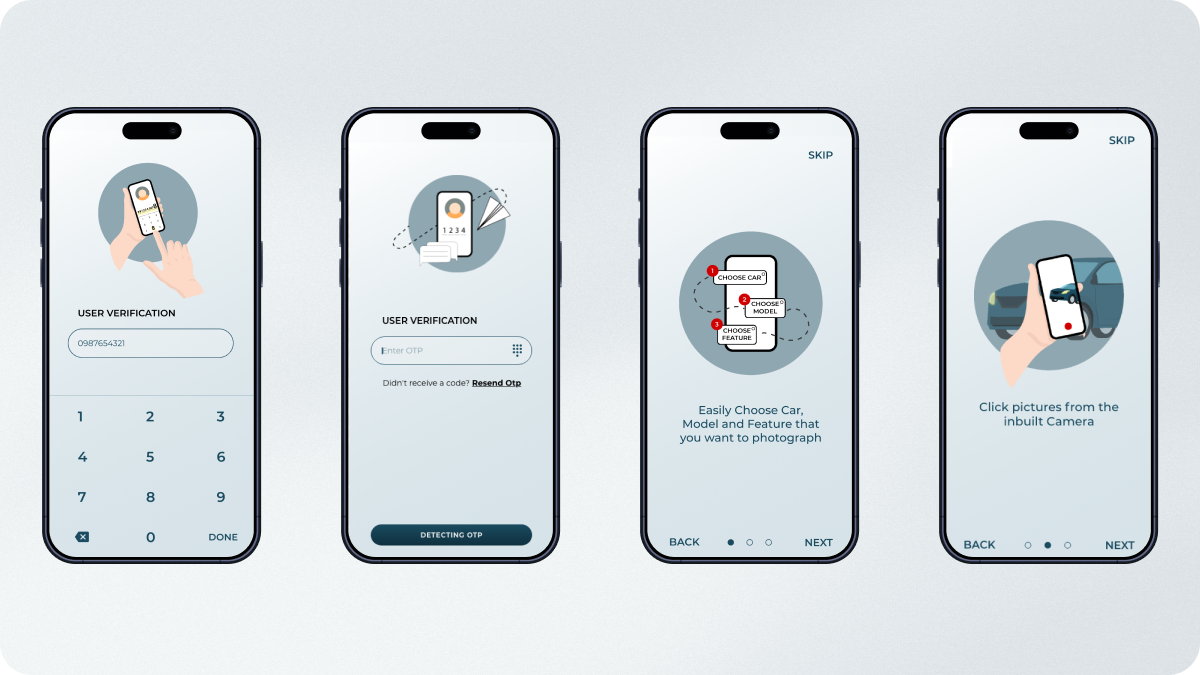 USER VERIFICATION
0987654321
1 2 3
4 5 6
7 8 9
0 DONE
1 2 3 4
USER VERIFICATION
Enter OTP
Didn't receive a code? Resend Otp
DETECTING OTP
SKIP
1
CHOOSE CAR
2
CHOOSE
MODEL
3
CHOOSE
FEATURE
Easily Choose Car,
Model and Feature that
you want to photograph
BACK NEXT
SKIP
Click pictures from the
inbuilt Camera
BACK NEXT